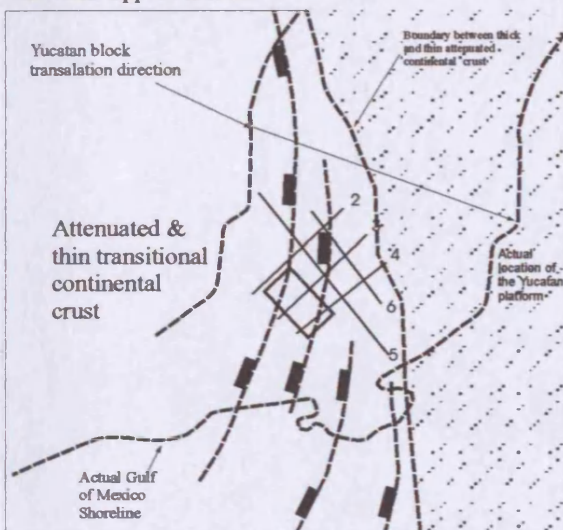 Boundary between thick
and thin attenuated
continental crust
Yucatan block
transalation direction
2
Attenuated &
thin transitional
continental
crust
4
Actual
location of
the Yucatan
platform
6
5
Actual Gulf
of Mexico
Shoreline